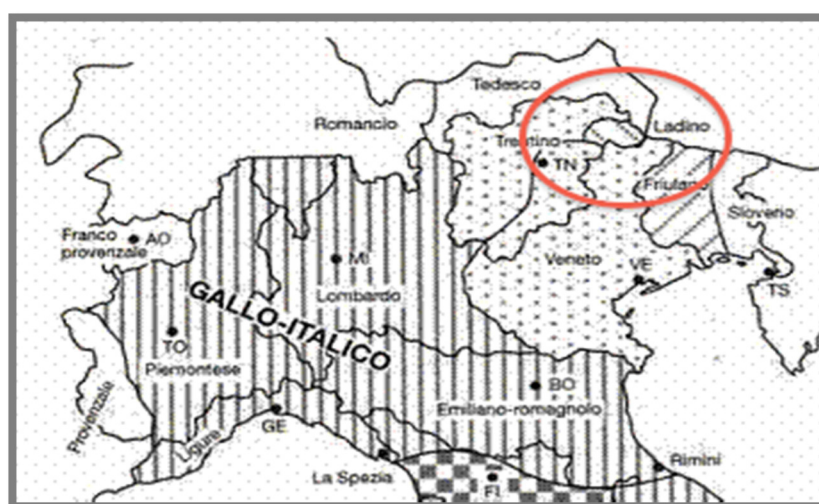 Tedesco
Romancio
Ladino
Trentino
TN
Friulano
Sloveno
Franco
provenzale
AO
MI
Veneto
VE
TS
Lombardo
GALLO-ITALICO
TO
Piemontese
BO
Provenzale
Emiliano-romagnolo
GE
Ligure
La Spezia
Rimini
FI